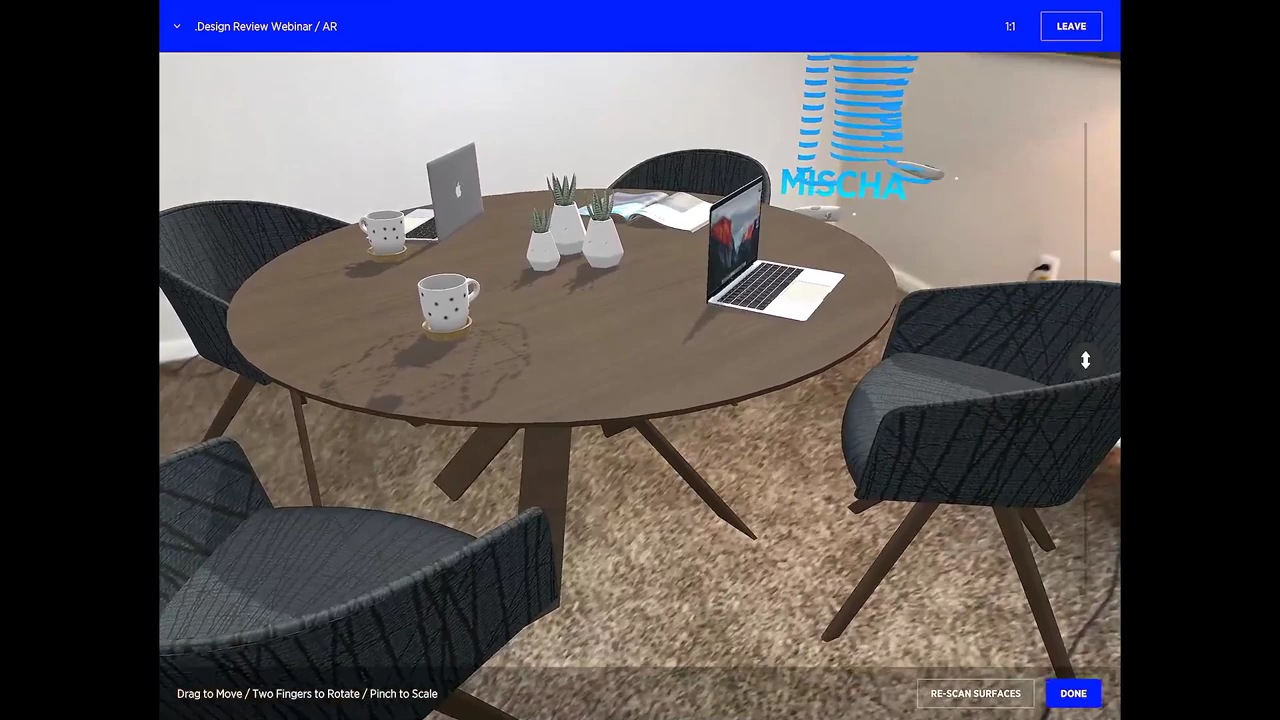 .Design Review Webinar / AR
1:1
LEAVE
MISCHA
Drag to Move / Two Fingers to Rotate / Pinch to Scale
RE-SCAN SURFACES
DONE